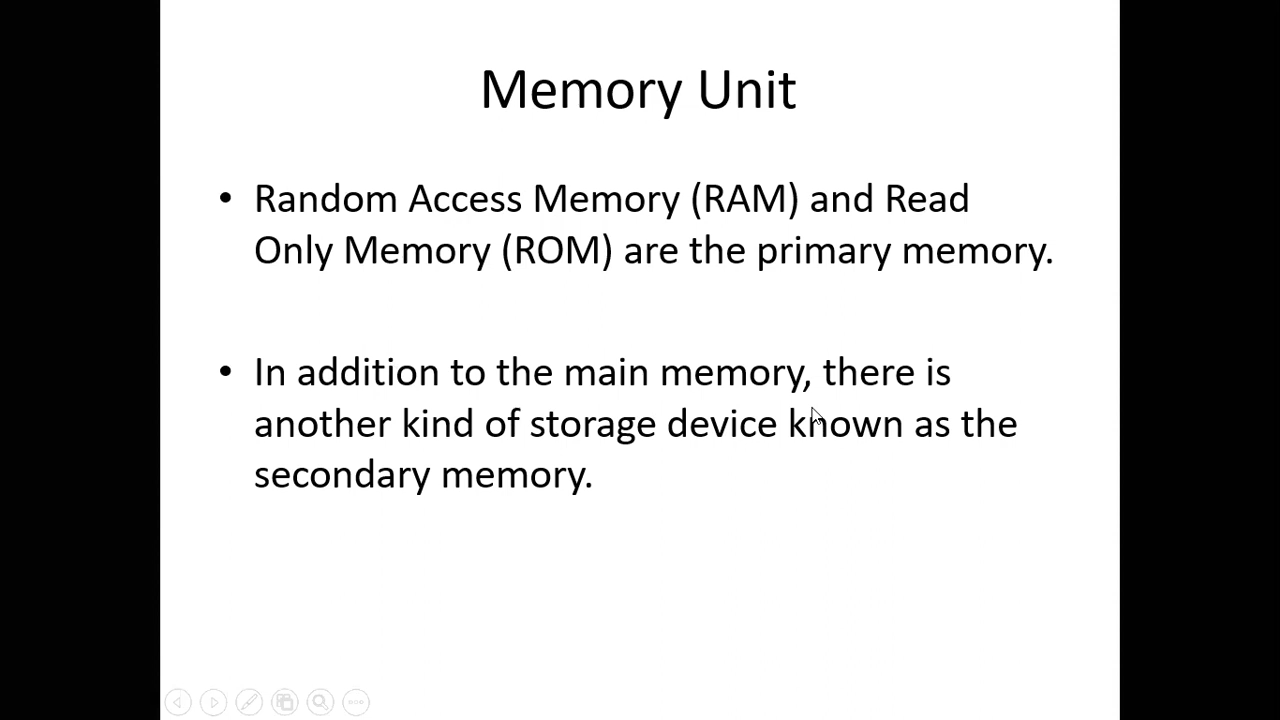 Memory Unit
• Random Access Memory (RAM) and Read
Only Memory (ROM) are the primary memory.
• In addition to the main memory, there is
another kind of storage device known as the
secondary memory.